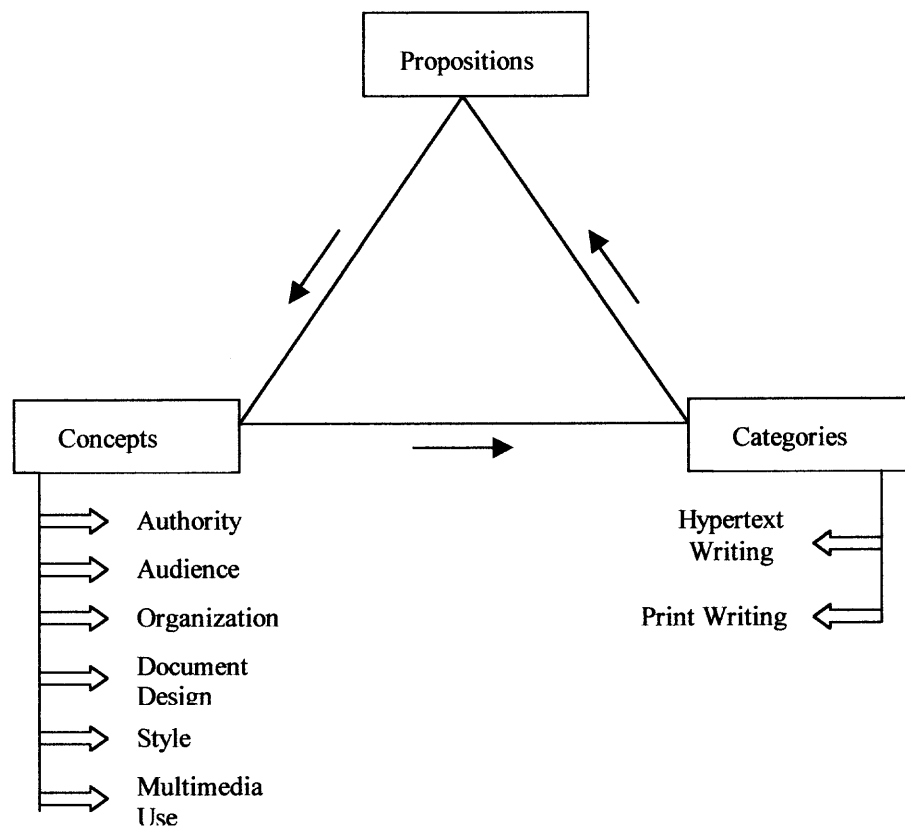 Propositions
Concepts
Authority
Audience
Organization
Document
Design
Style
Multimedia
Use
Categories
Hypertext
Writing
Print Writing